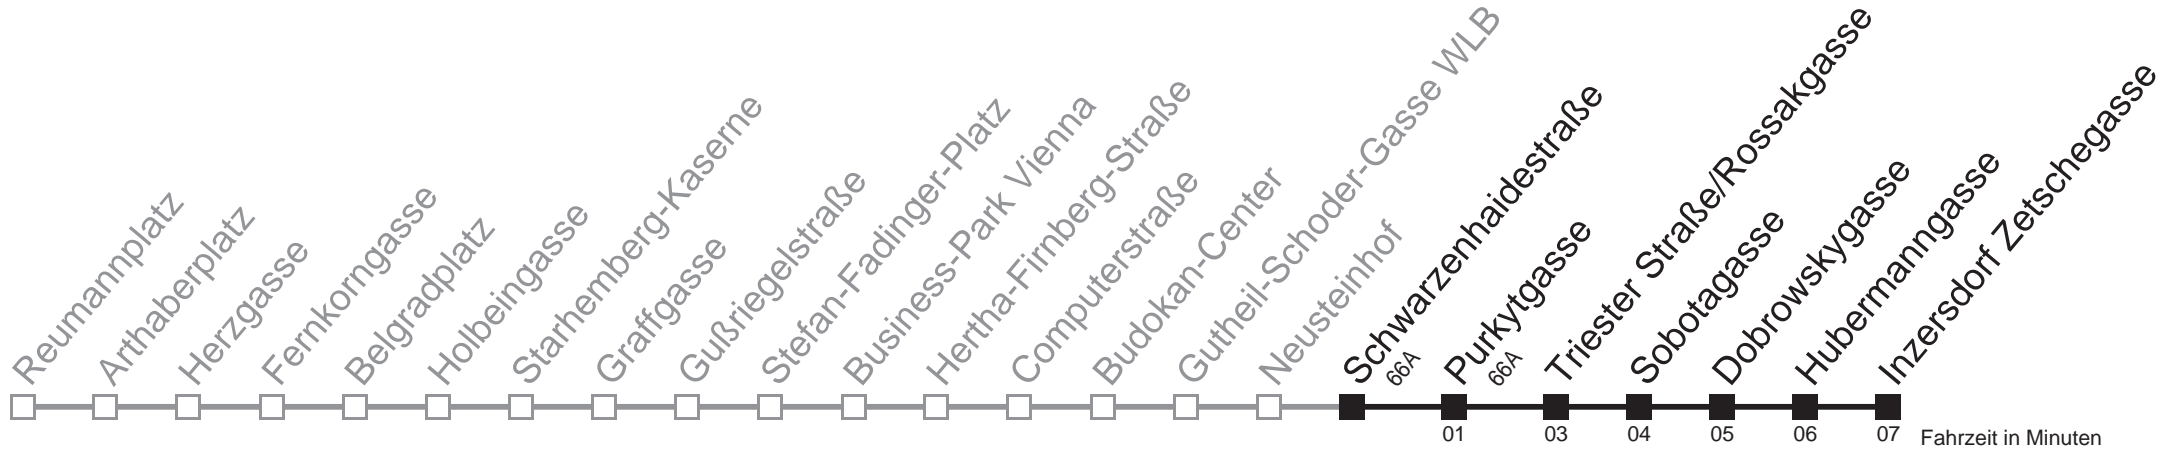 Reumannplatz
Arthaberplatz
Herzgasse
Fernkorngasse
Belgradplatz
Holbeingasse
Starhemberg-Kaserne
Graffgasse
Gußriegelstraße
Stefan-Fadinger-Platz
Business-Park Vienna
Hertha-Firnberg-Straße
Computerstraße
Budokan-Center
Gutheil-Schoder-Gasse WLB
Neusteinhof
Schwarzenhaidestraße
66A
Purkytgasse
66A
Triester Straße/Rossakgasse
Sobotagasse
Dobrowskygasse
Hubermanngasse
Inzersdorf Zetschegasse
01 03 04 05 06 07 Fahrzeit in Minuten